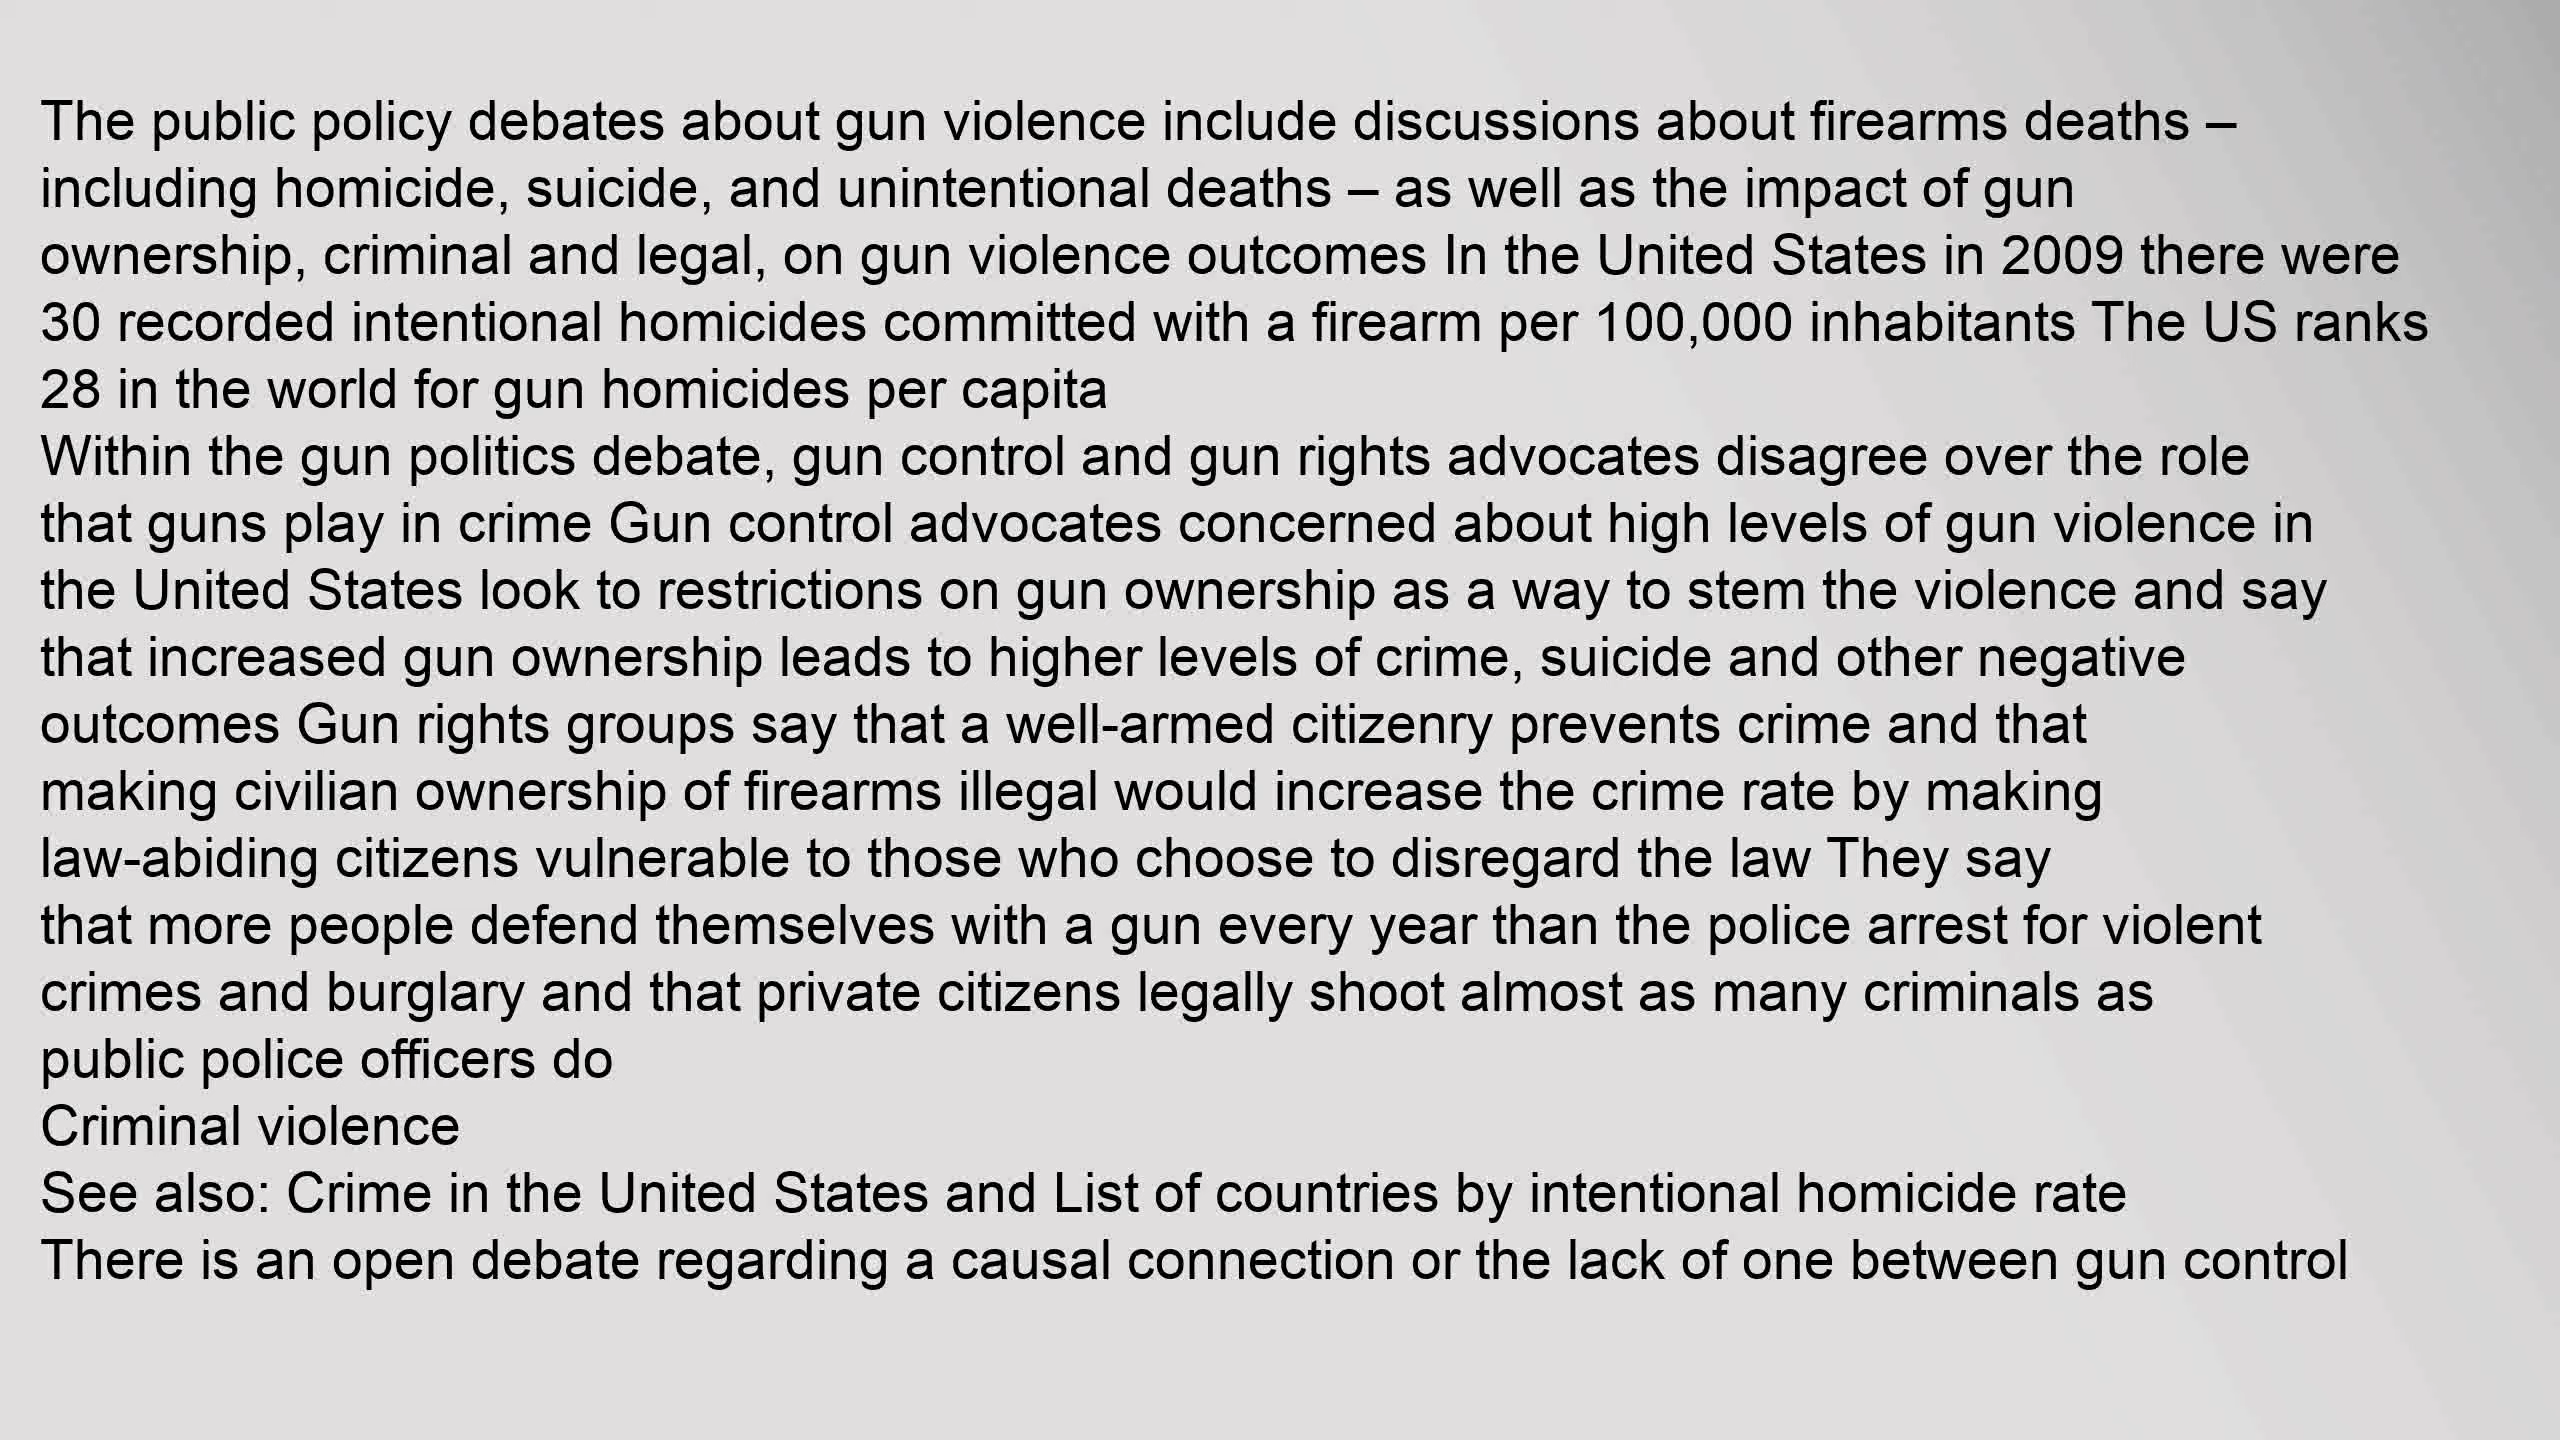 The public policy debates about gun violence include discussions about firearms deaths –
including homicide, suicide, and unintentional deaths – as well as the impact of gun
ownership, criminal and legal, on gun violence outcomes In the United States in 2009 there were
30 recorded intentional homicides committed with a firearm per 100,000 inhabitants The US ranks
28 in the world for gun homicides per capita
Within the gun politics debate, gun control and gun rights advocates disagree over the role
that guns play in crime Gun control advocates concerned about high levels of gun violence in
the United States look to restrictions on gun ownership as a way to stem the violence and say
that increased gun ownership leads to higher levels of crime, suicide and other negative
outcomes Gun rights groups say that a well-armed citizenry prevents crime and that
making civilian ownership of firearms illegal would increase the crime rate by making
law-abiding citizens vulnerable to those who choose to disregard the law They say
that more people defend themselves with a gun every year than the police arrest for violent
crimes and burglary and that private citizens legally shoot almost as many criminals as
public police officers do
Criminal violence
See also: Crime in the United States and List of countries by intentional homicide rate
There is an open debate regarding a causal connection or the lack of one between gun control